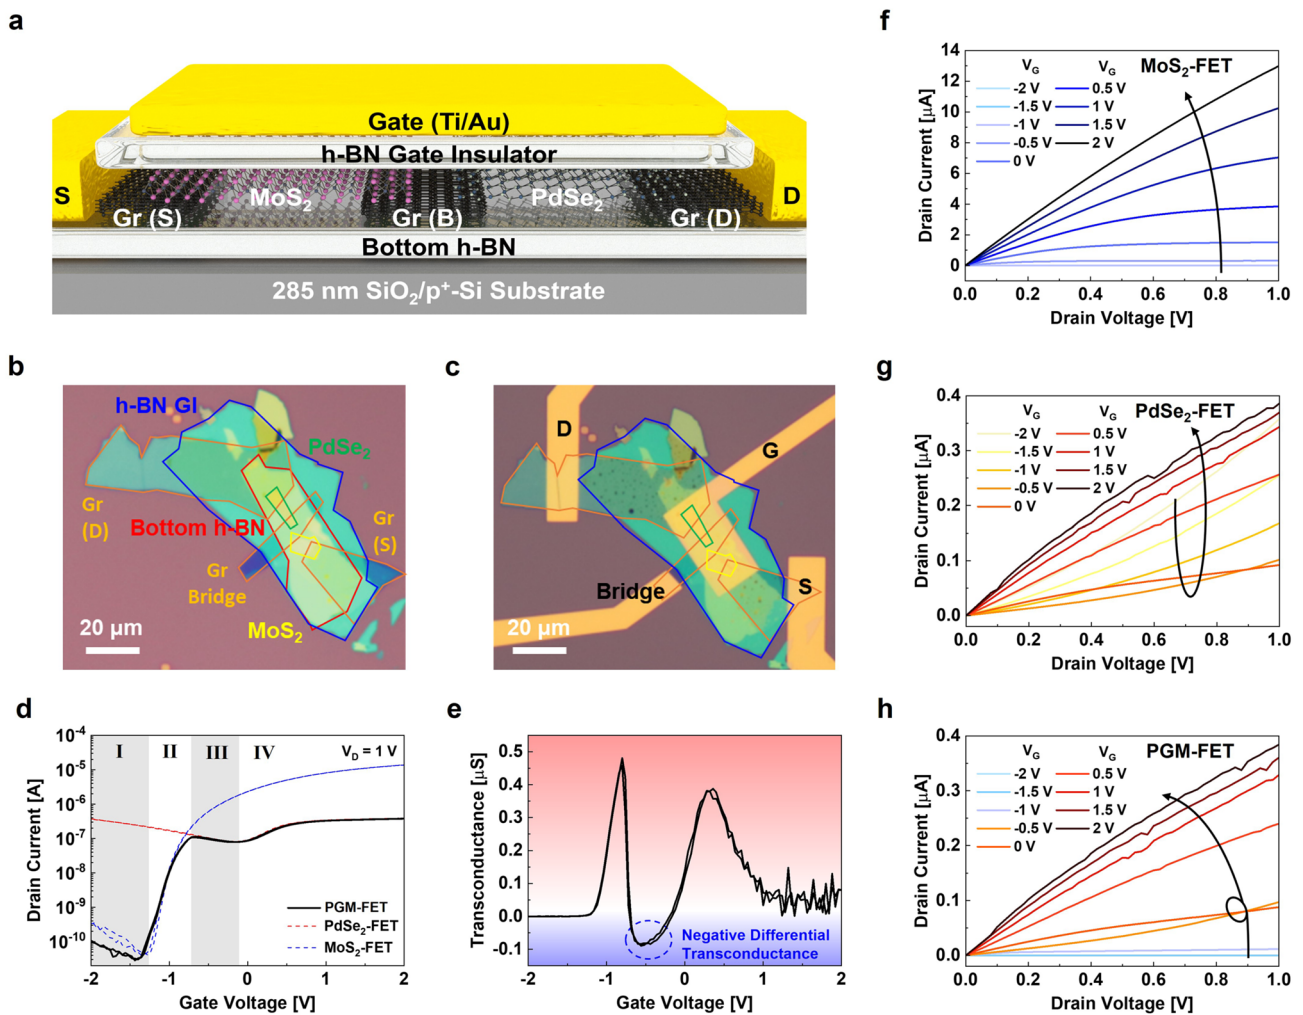 a
Gate (Ti/Au)
h-BN Gate Insulator
S
MoS₂
PdSe₂
D
Gr (S)
Gr (B)
Gr (D)
Bottom h-BN
285 nm SiO₂/p⁺-Si Substrate
b
h-BN GI
PdSe₂
Gr
(D)
Bottom h-BN
Gr
(S)
Gr
Bridge
MoS₂
20 µm
c
D
G
Bridge
S
20 µm
d
I II III IV
V_D = 1 V
10⁻⁴
10⁻⁵
10⁻⁶
10⁻⁷
10⁻⁸
10⁻⁹
10⁻¹⁰
Drain Current [A]
PGM-FET
PdSe₂-FET
MoS₂-FET
-2 -1 0 1 2
Gate Voltage [V]
e
0.5
0.4
0.3
0.2
0.1
0.0
-0.1
Transconductance [µS]
Negative Differential
Transconductance
-2 -1 0 1 2
Gate Voltage [V]
f
MoS₂-FET
V_G V_G
-2 V 0.5 V
-1.5 V 1 V
-1 V 1.5 V
-0.5 V 2 V
0 V
14
12
10
8
6
4
2
0
Drain Current [µA]
0.0 0.2 0.4 0.6 0.8 1.0
Drain Voltage [V]
g
PdSe₂-FET
V_G V_G
-2 V 0.5 V
-1.5 V 1 V
-1 V 1.5 V
-0.5 V 2 V
0 V
0.4
0.3
0.2
0.1
0.0
Drain Current [µA]
0.0 0.2 0.4 0.6 0.8 1.0
Drain Voltage [V]
h
PGM-FET
V_G V_G
-2 V 0.5 V
-1.5 V 1 V
-1 V 1.5 V
-0.5 V 2 V
0 V
0.4
0.3
0.2
0.1
0.0
Drain Current [µA]
0.0 0.2 0.4 0.6 0.8 1.0
Drain Voltage [V]